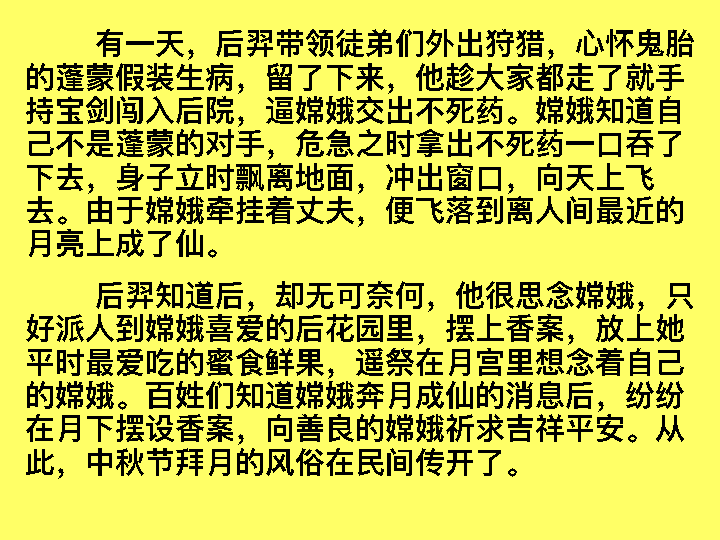 有一天，后羿带领徒弟们外出狩猎，心怀鬼胎
的蓬蒙假装生病，留了下来，他趁大家都走了就手
持宝剑闯入后院，逼嫦娥交出不死药。嫦娥知道自
己不是蓬蒙的对手，危急之时拿出不死药一口吞了
下去，身子立时飘离地面，冲出窗口，向天上飞
去。由于嫦娥牵挂着丈夫，便飞落到离人间最近的
月亮上成了仙。
后羿知道后，却无可奈何，他很思念嫦娥，只
好派人到嫦娥喜爱的后花园里，摆上香案，放上她
平时最爱吃的蜜食鲜果，遥祭在月宫里想念着自己
的嫦娥。百姓们知道嫦娥奔月成仙的消息后，纷纷
在月下摆设香案，向善良的嫦娥祈求吉祥平安。从
此，中秋节拜月的风俗在民间传开了。